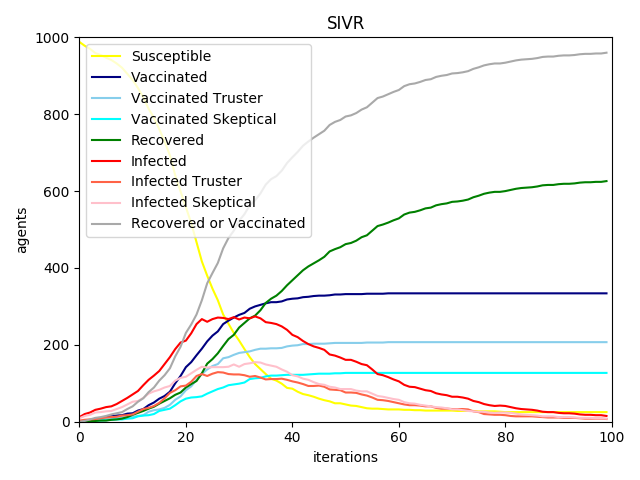 SIVR
1000
800
600
400
200
0
agents
Susceptible
Vaccinated
Vaccinated Truster
Vaccinated Skeptical
Recovered
Infected
Infected Truster
Infected Skeptical
Recovered or Vaccinated
0 20 40 60 80 100
iterations